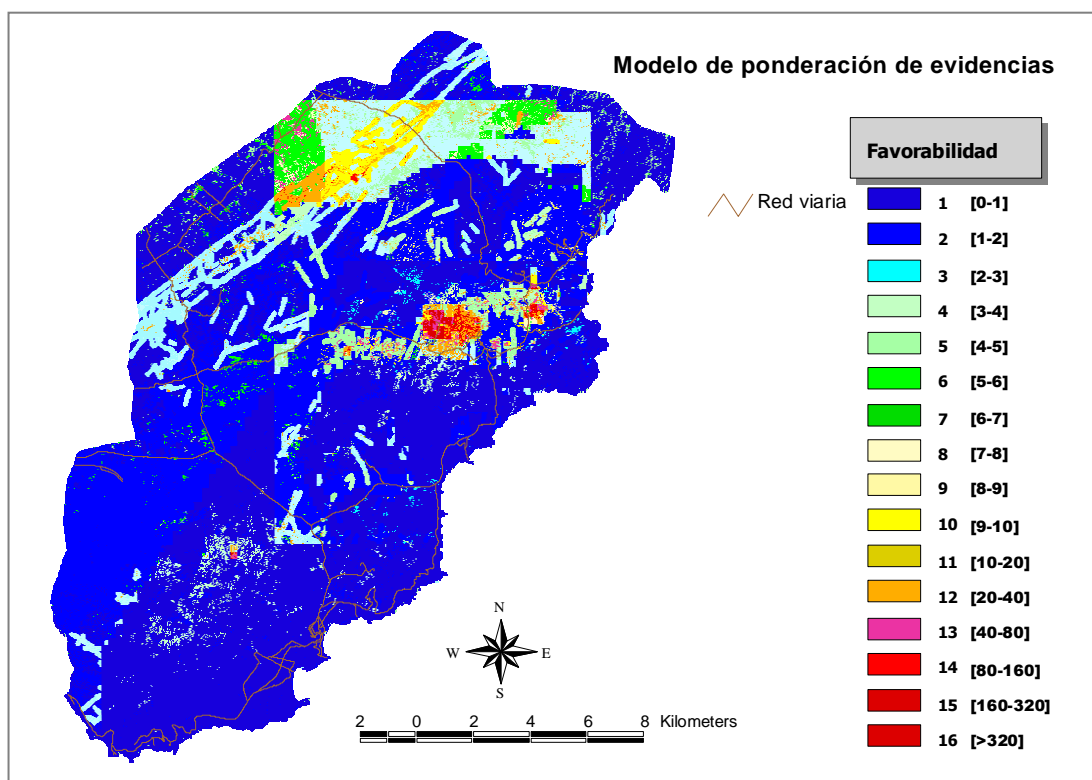 Modelo de ponderación de evidencias
Favorabilidad
Red viaria
1 [0-1]
2 [1-2]
3 [2-3]
4 [3-4]
5 [4-5]
6 [5-6]
7 [6-7]
8 [7-8]
9 [8-9]
10 [9-10]
11 [10-20]
12 [20-40]
13 [40-80]
14 [80-160]
15 [160-320]
16 [>320]
N
W E
S
2 0 2 4 6 8 Kilometers